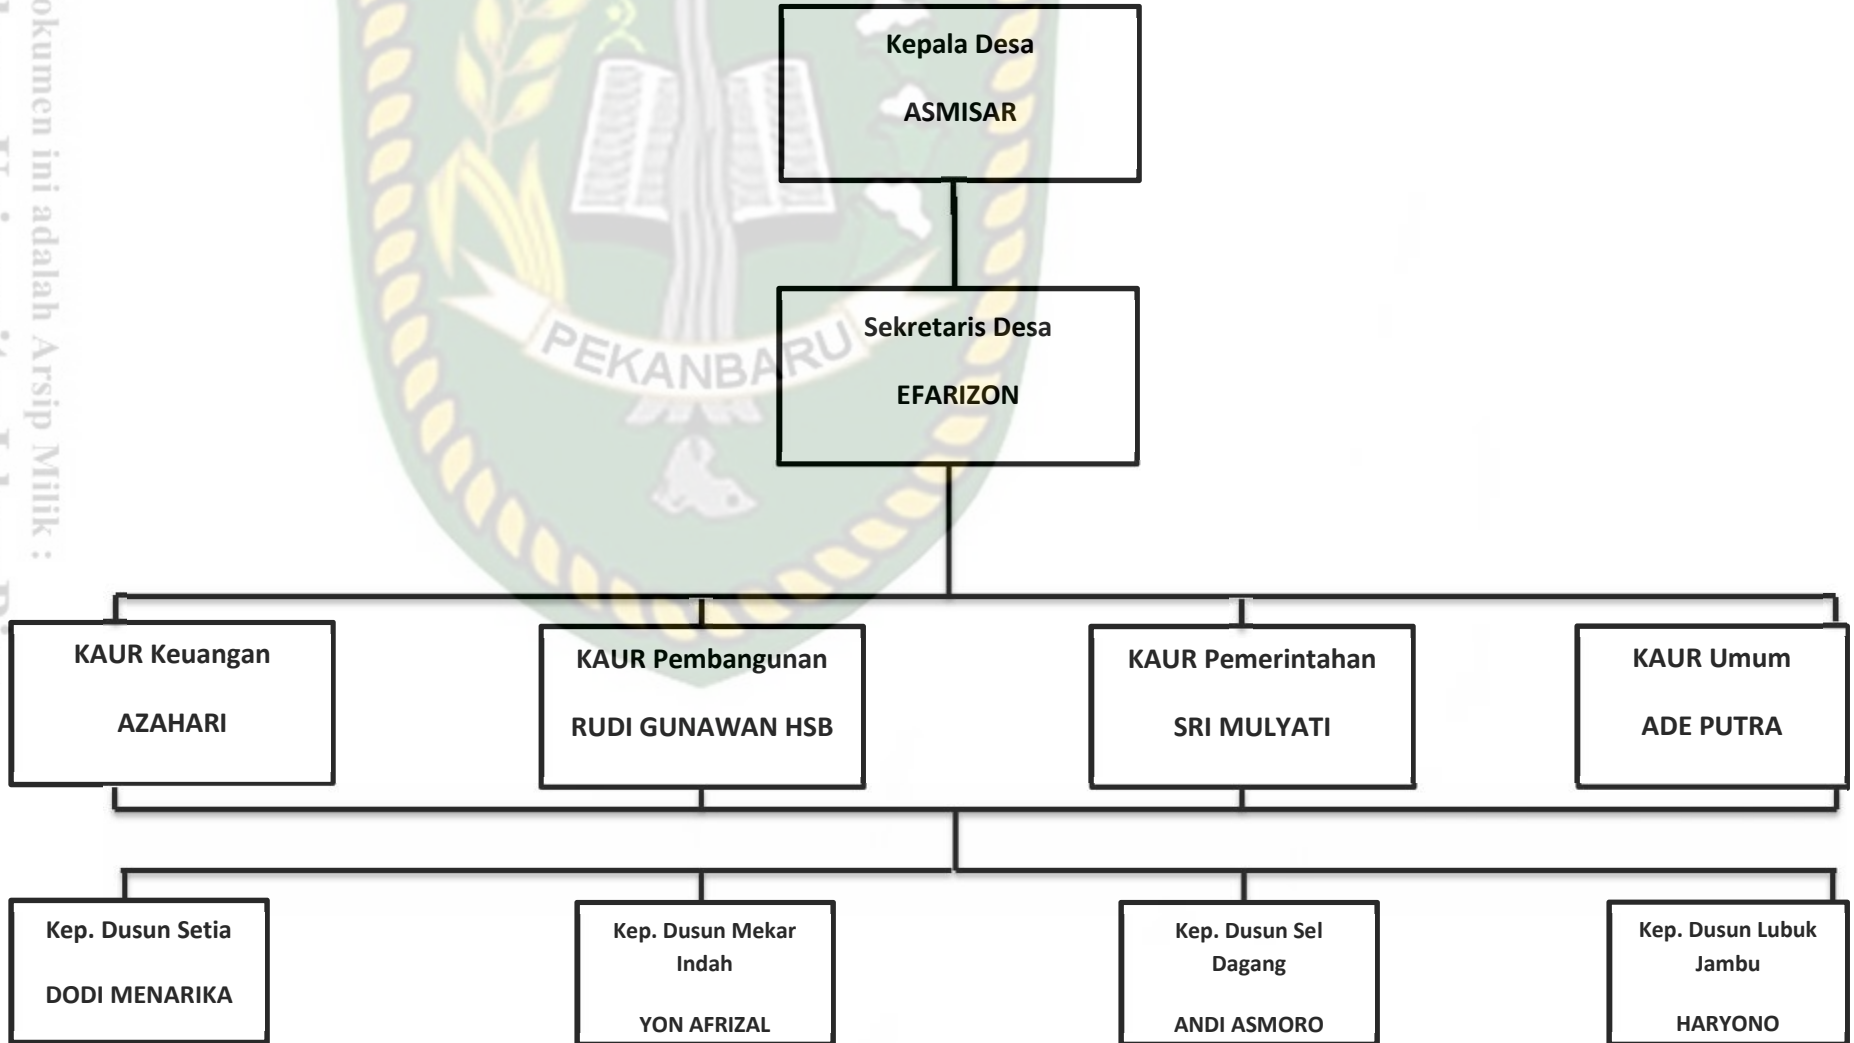 Kepala Desa
ASMISAR
Sekretaris Desa
EFARIZON
PEKANBARU
okumen ini adalah Arsip Milik :
KAUR Keuangan
AZAHARI
KAUR Pembangunan
RUDI GUNAWAN HSB
KAUR Pemerintahan
SRI MULYATI
KAUR Umum
ADE PUTRA
Kep. Dusun Setia
DODI MENARIKA
Kep. Dusun Mekar
Indah
YON AFRIZAL
Kep. Dusun Sel
Dagang
ANDI ASMORO
Kep. Dusun Lubuk
Jambu
HARYONO